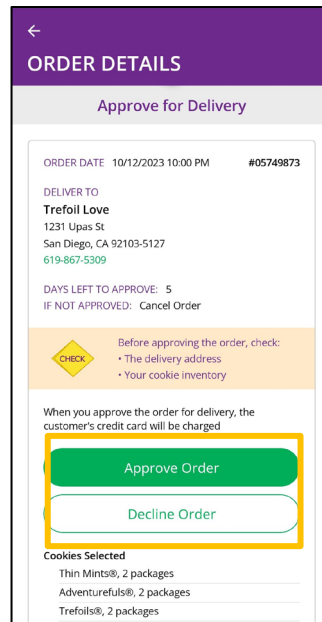 ORDER DETAILS
Approve for Delivery
ORDER DATE 10/12/2023 10:00 PM #05749873
DELIVER TO
Trefoil Love
1231 Upas St
San Diego, CA 92103-5127
619-867-5309
DAYS LEFT TO APPROVE: 5
IF NOT APPROVED: Cancel Order
CHECK
Before approving the order, check:
• The delivery address
• Your cookie inventory
When you approve the order for delivery, the
customer's credit card will be charged
Approve Order
Decline Order
Cookies Selected
Thin Mints®, 2 packages
Adventurefuls®, 2 packages
Trefoils®, 2 packages